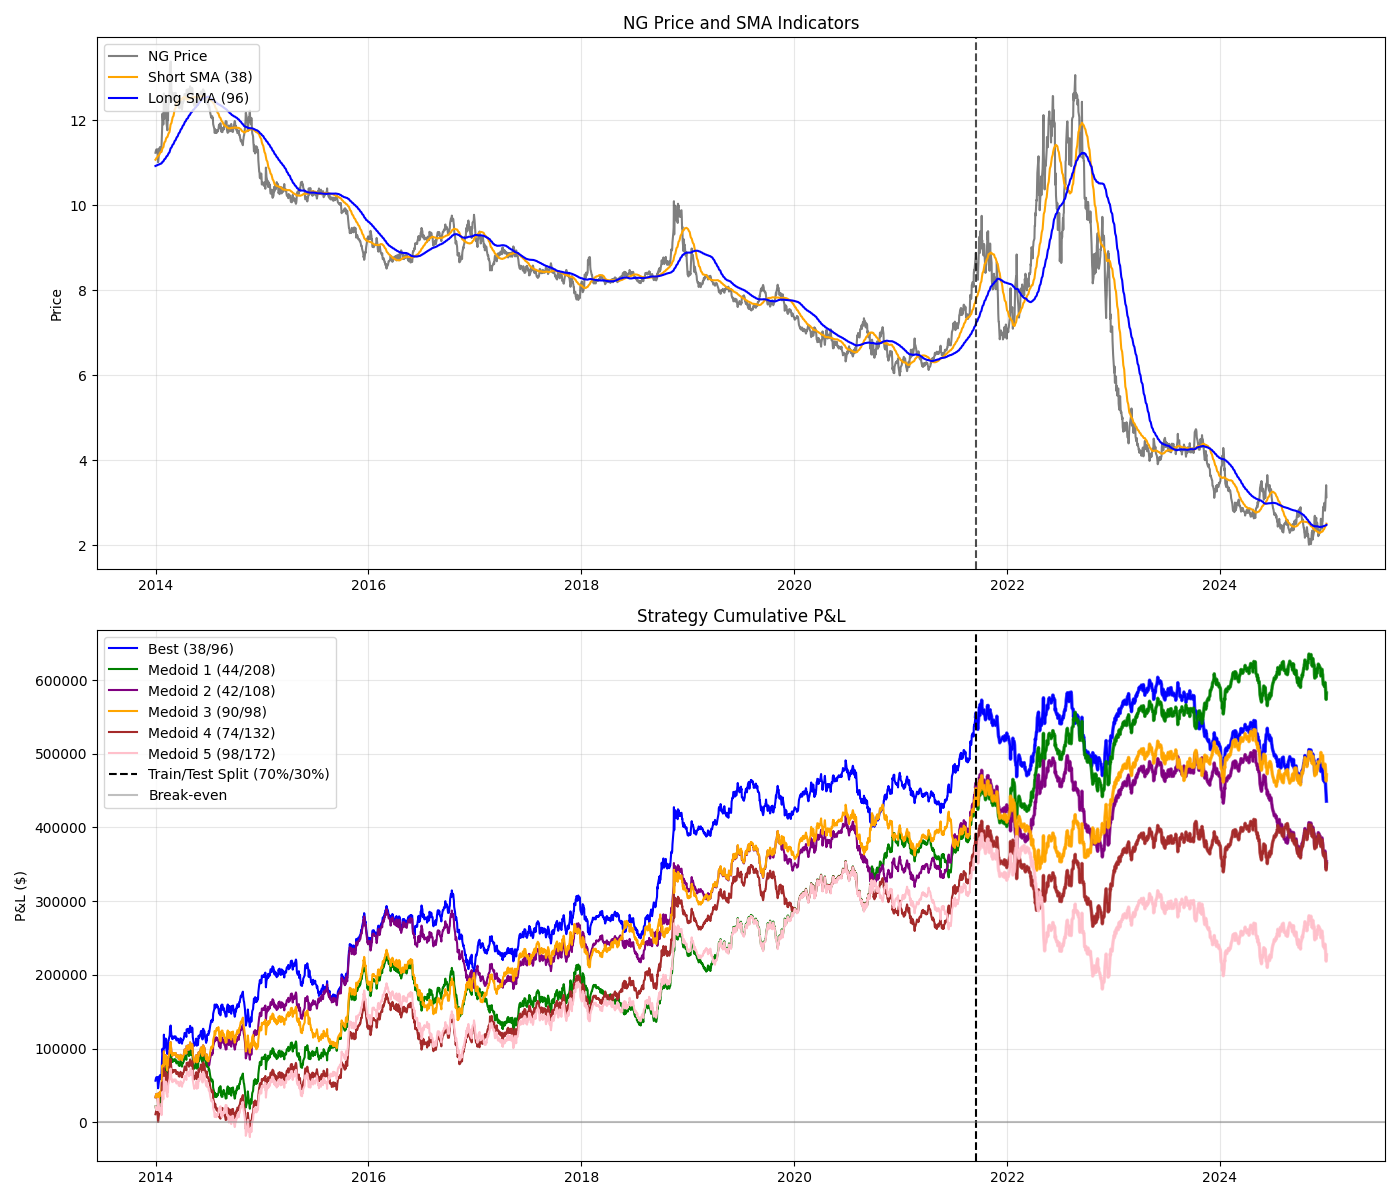 NG Price and SMA Indicators
NG Price
Short SMA (38)
Long SMA (96)
Price
12
10
8
6
4
2
2014 2016 2018 2020 2022 2024
Strategy Cumulative P&L
Best (38/96)
Medoid 1 (44/208)
Medoid 2 (42/108)
Medoid 3 (90/98)
Medoid 4 (74/132)
Medoid 5 (98/172)
Train/Test Split (70%/30%)
Break-even
P&L ($)
600000
500000
400000
300000
200000
100000
0
2014 2016 2018 2020 2022 2024